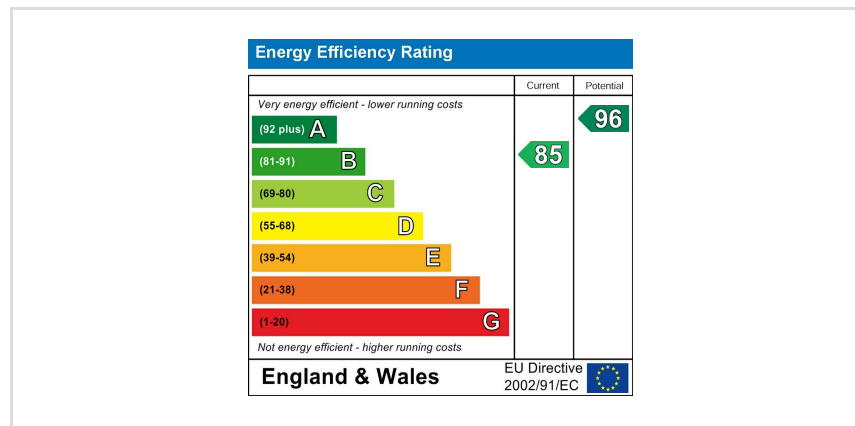 Energy Efficiency Rating
Current Potential
Very energy efficient - lower running costs
(92 plus) A
96
(81-91) B
85
(69-80) C
(55-68) D
(39-54) E
(21-38) F
(1-20) G
Not energy efficient - higher running costs
England & Wales
EU Directive
2002/91/EC